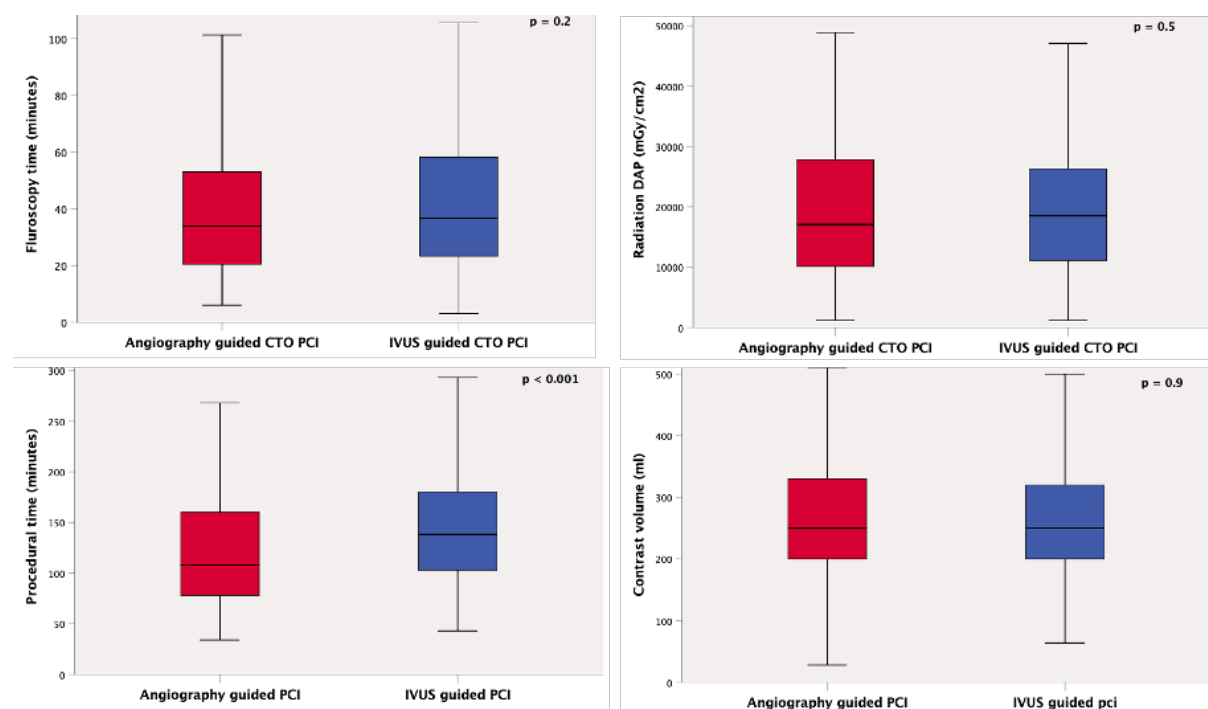 p = 0.2
Fluroscopy time (minutes)
100
80
60
40
20
0
Angiography guided CTO PCI
IVUS guided CTO PCI
p = 0.5
Radiation DAP (mGy/cm2)
50000
40000
30000
20000
10000
0
Angiography guided CTO PCI
IVUS guided CTO PCI
p < 0.001
Procedural time (minutes)
300
250
200
150
100
50
0
Angiography guided PCI
IVUS guided PCI
p = 0.9
Contrast volume (ml)
500
400
300
200
100
0
Angiography guided PCI
IVUS guided pci